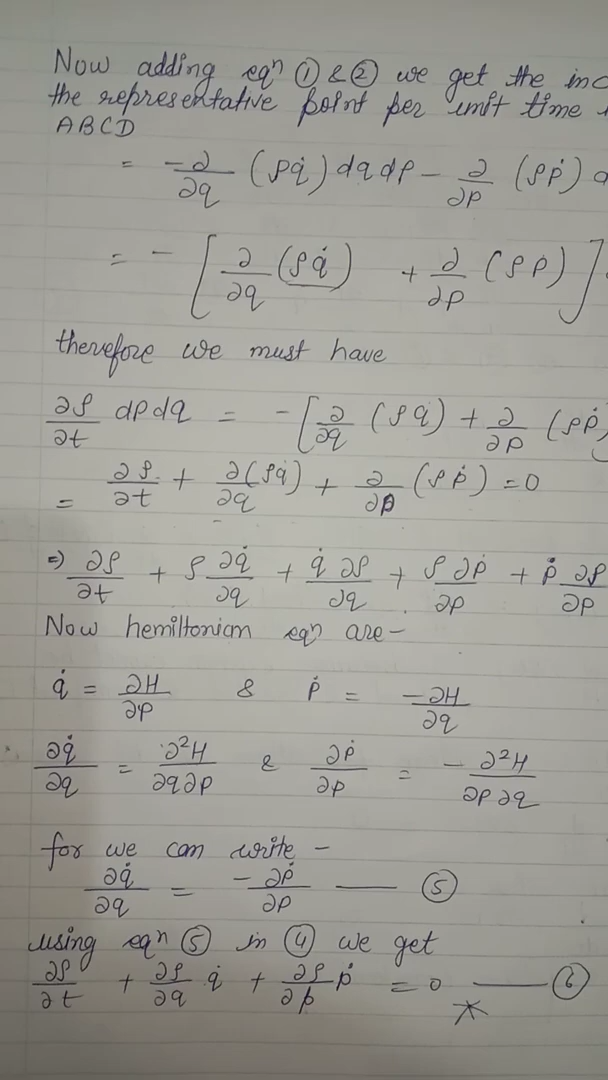 Now adding eqⁿ ① & ② we get the inc
the representative point per unit time
ABCD
= -∂/∂q (ρq̇) dq dp - ∂/∂p (ρṗ) d
= - [∂/∂q (ρq̇) + ∂/∂p (ρṗ)]
therefore we must have
∂ρ/∂t dp dq = -[∂/∂q (ρq̇) + ∂/∂p (ρṗ)
= ∂ρ/∂t + ∂(ρq̇)/∂q + ∂/∂p (ρṗ) = 0
⇒ ∂ρ/∂t + ρ ∂q̇/∂q + q̇ ∂ρ/∂q + ρ ∂ṗ/∂p + ṗ ∂ρ/∂p
Now hemiltonian eqⁿ are-
q̇ = ∂H/∂p & ṗ = -∂H/∂q
∂q̇/∂q = ∂²H/∂q∂p & ∂ṗ/∂p = -∂²H/∂p∂q
for we can write -
∂q̇/∂q = -∂ṗ/∂p — ⑤
using eqⁿ ⑤ in ④ we get
∂ρ/∂t + ∂ρ/∂q q̇ + ∂ρ/∂p ṗ = 0 — ⑥